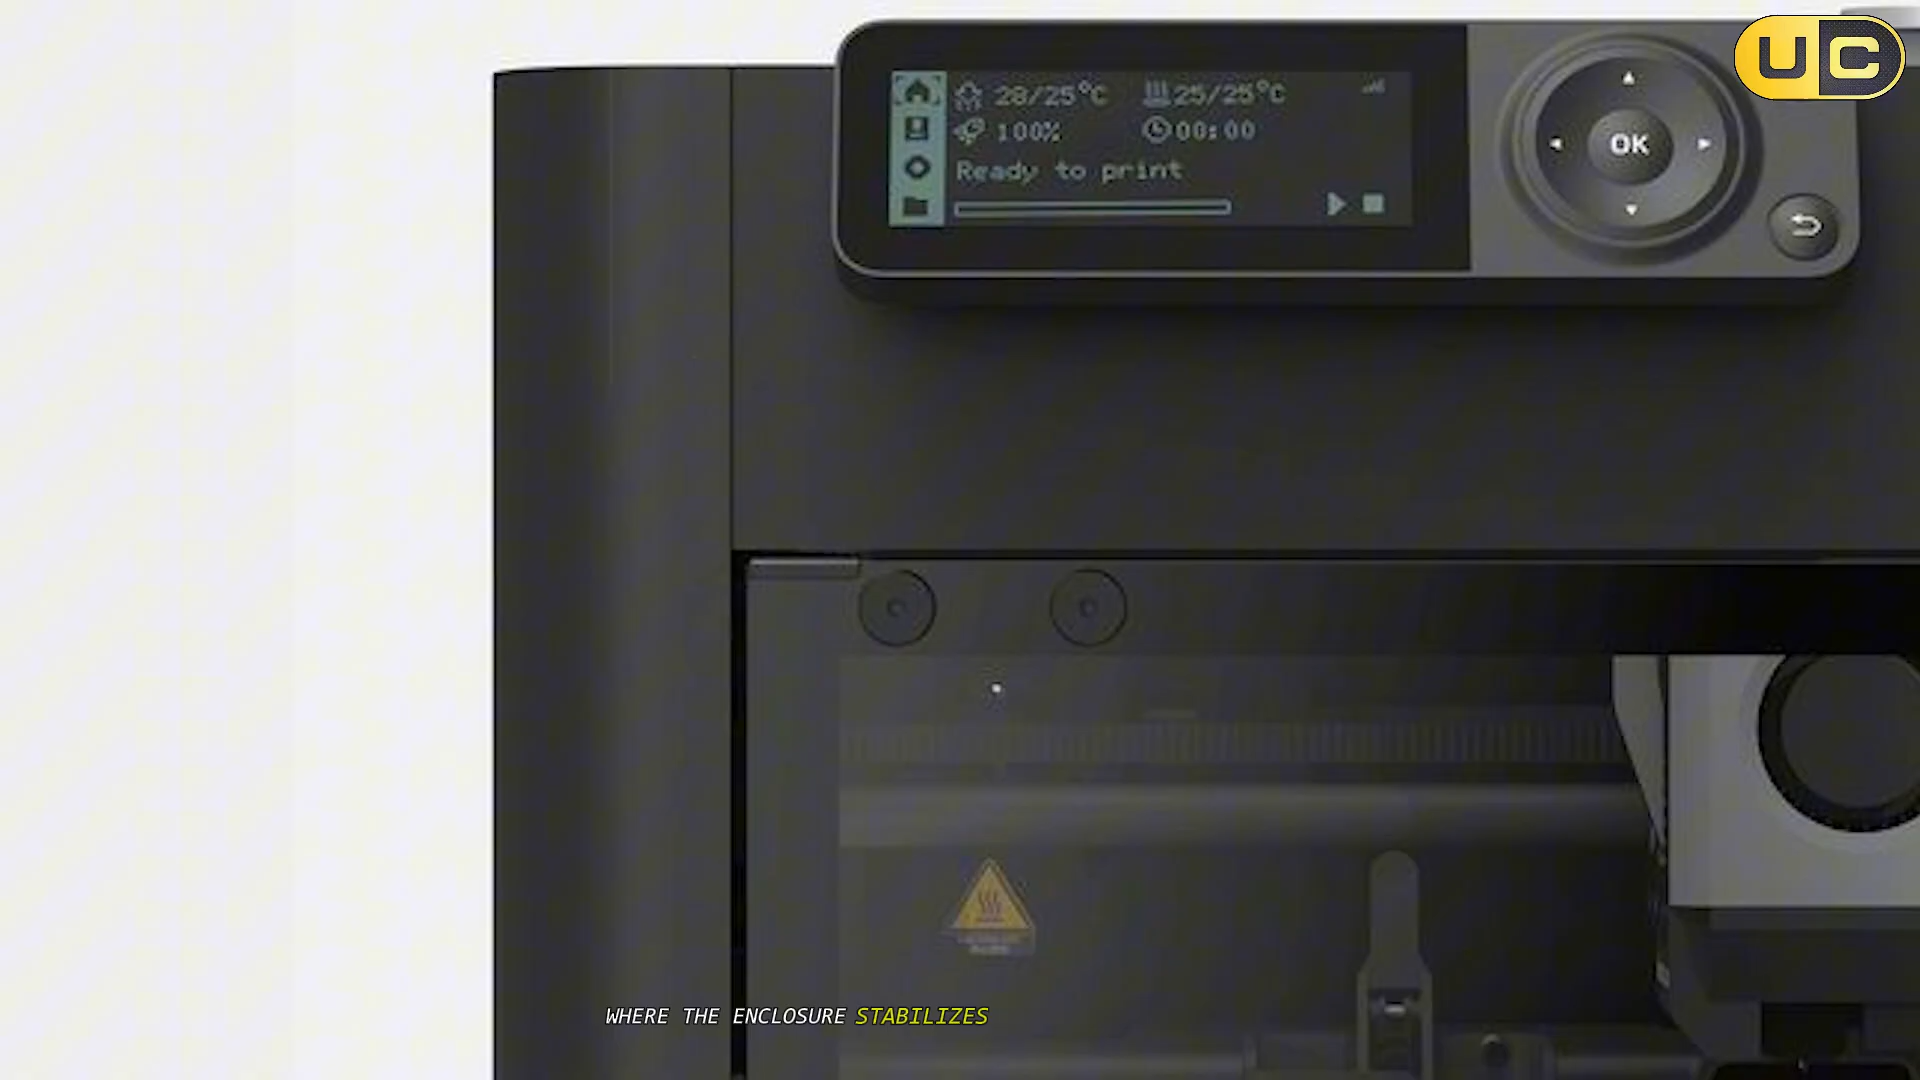 UC
28/25°C 25/25°C
100% 00:00
OK
Ready to print
WHERE THE ENCLOSURE STABILIZES